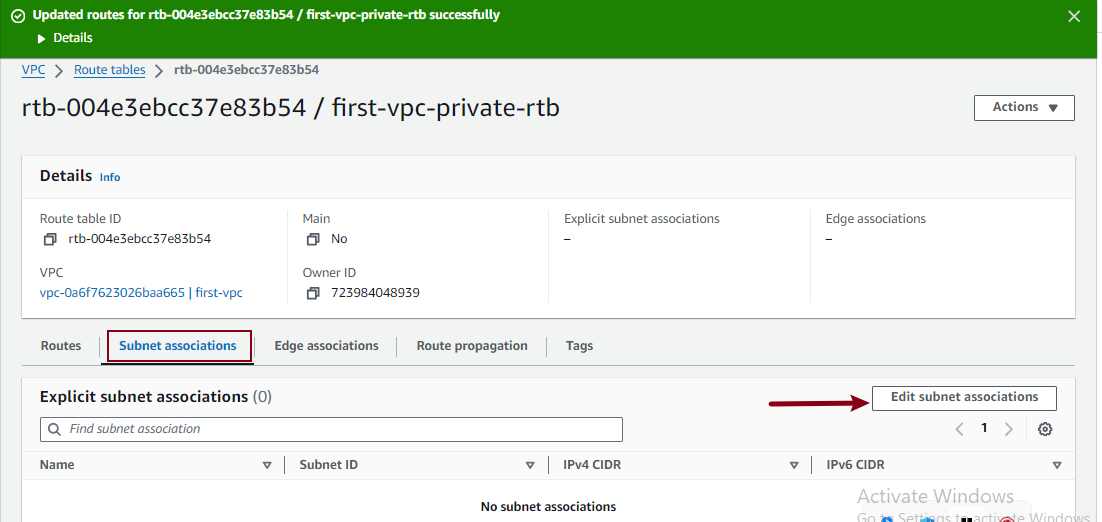 Updated routes for rtb-004e3ebcc37e83b54 / first-vpc-private-rtb successfully
Details
VPC > Route tables > rtb-004e3ebcc37e83b54
rtb-004e3ebcc37e83b54 / first-vpc-private-rtb
Actions
Details Info
Route table ID
rtb-004e3ebcc37e83b54
Main
No
Explicit subnet associations
–
Edge associations
–
VPC
vpc-0a6f7623026baa665 | first-vpc
Owner ID
723984048939
Routes
Subnet associations
Edge associations
Route propagation
Tags
Explicit subnet associations (0)
Edit subnet associations
Find subnet association
1
Name
Subnet ID
IPv4 CIDR
IPv6 CIDR
No subnet associations
Activate Windows
Go to Settings to activate Windows